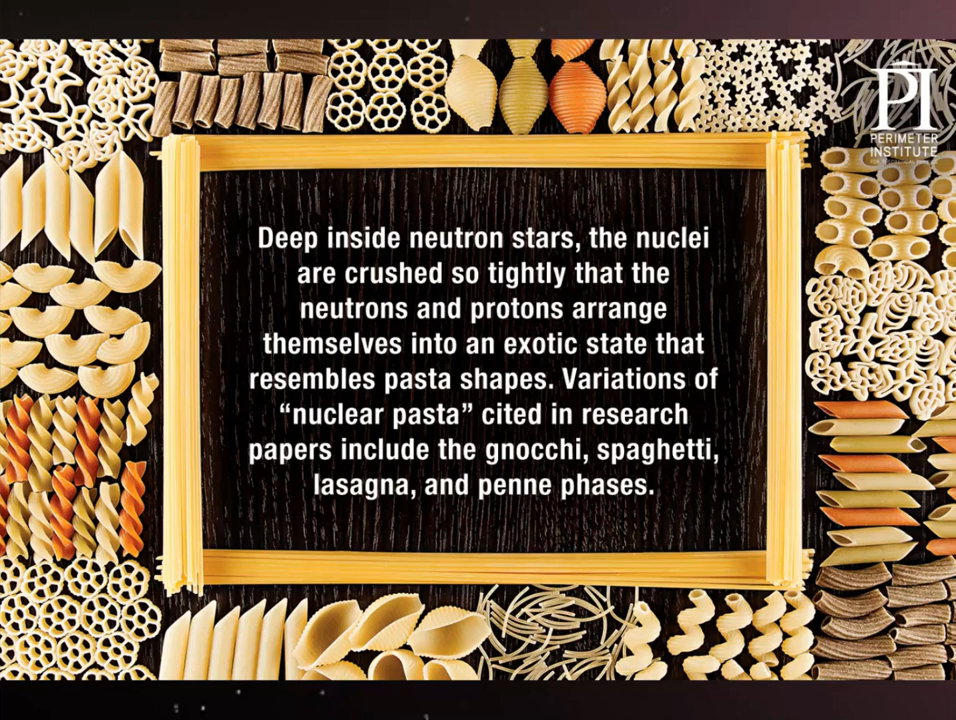 PI
PERIMETER
INSTITUTE
Deep inside neutron stars, the nuclei
are crushed so tightly that the
neutrons and protons arrange
themselves into an exotic state that
resembles pasta shapes. Variations of
“nuclear pasta” cited in research
papers include the gnocchi, spaghetti,
lasagna, and penne phases.